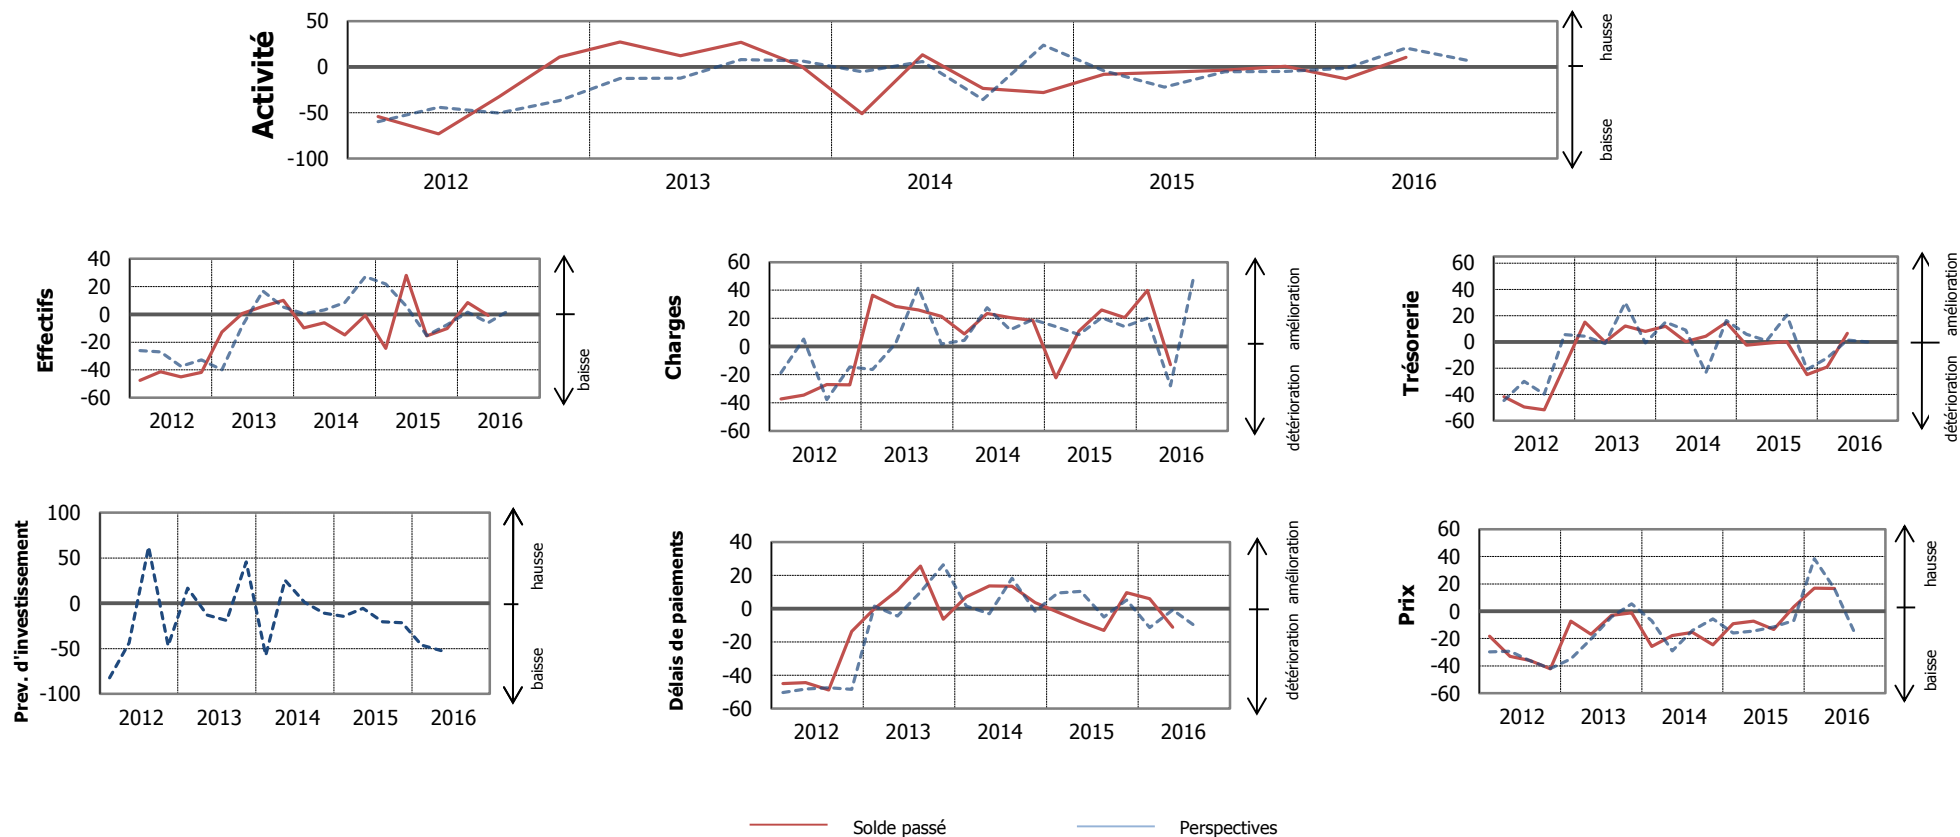 Activité
50
0
-50
-100
2012 2013 2014 2015 2016
hausse
baisse
Effectifs
40
20
0
-20
-40
-60
2012 2013 2014 2015 2016
baisse
Charges
60
40
20
0
-20
-40
-60
2012 2013 2014 2015 2016
amélioration
détérioration
Trésorerie
60
40
20
0
-20
-40
-60
2012 2013 2014 2015 2016
amélioration
détérioration
Prev. d'investissement
100
50
0
-50
-100
2012 2013 2014 2015 2016
hausse
baisse
Délais de paiements
40
20
0
-20
-40
-60
2012 2013 2014 2015 2016
amélioration
détérioration
Prix
60
40
20
0
-20
-40
-60
2012 2013 2014 2015 2016
hausse
baisse
Solde passé Perspectives